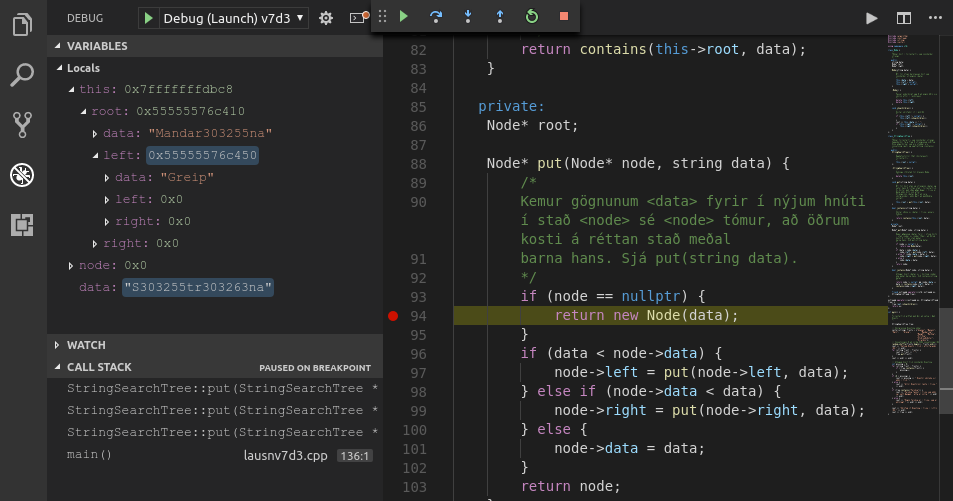 DEBUG
Debug (Launch) v7d3
VARIABLES
Locals
this: 0x7fffffffdbc8
root: 0x55555576c410
data: "Mandar303255na"
left: 0x55555576c450
data: "Greip"
left: 0x0
right: 0x0
right: 0x0
node: 0x0
data: "S303255tr303263na"
WATCH
CALL STACK
PAUSED ON BREAKPOINT
StringSearchTree::put(StringSearchTree *
StringSearchTree::put(StringSearchTree *
StringSearchTree::put(StringSearchTree *
main() lausnv7d3.cpp 136:1
82 return contains(this->root, data);
83 }
84
85 private:
86 Node* root;
87
88 Node* put(Node* node, string data) {
89 /*
90 Kemur gögnunum <data> fyrir í nýjum hnúti
í stað <node> sé <node> tómur, að öðrum
kosti á réttan stað meðal
91 barna hans. Sjá put(string data).
92 */
93 if (node == nullptr) {
94 return new Node(data);
95 }
96 if (data < node->data) {
97 node->left = put(node->left, data);
98 } else if (node->data < data) {
99 node->right = put(node->right, data);
100 } else {
101 node->data = data;
102 }
103 return node;